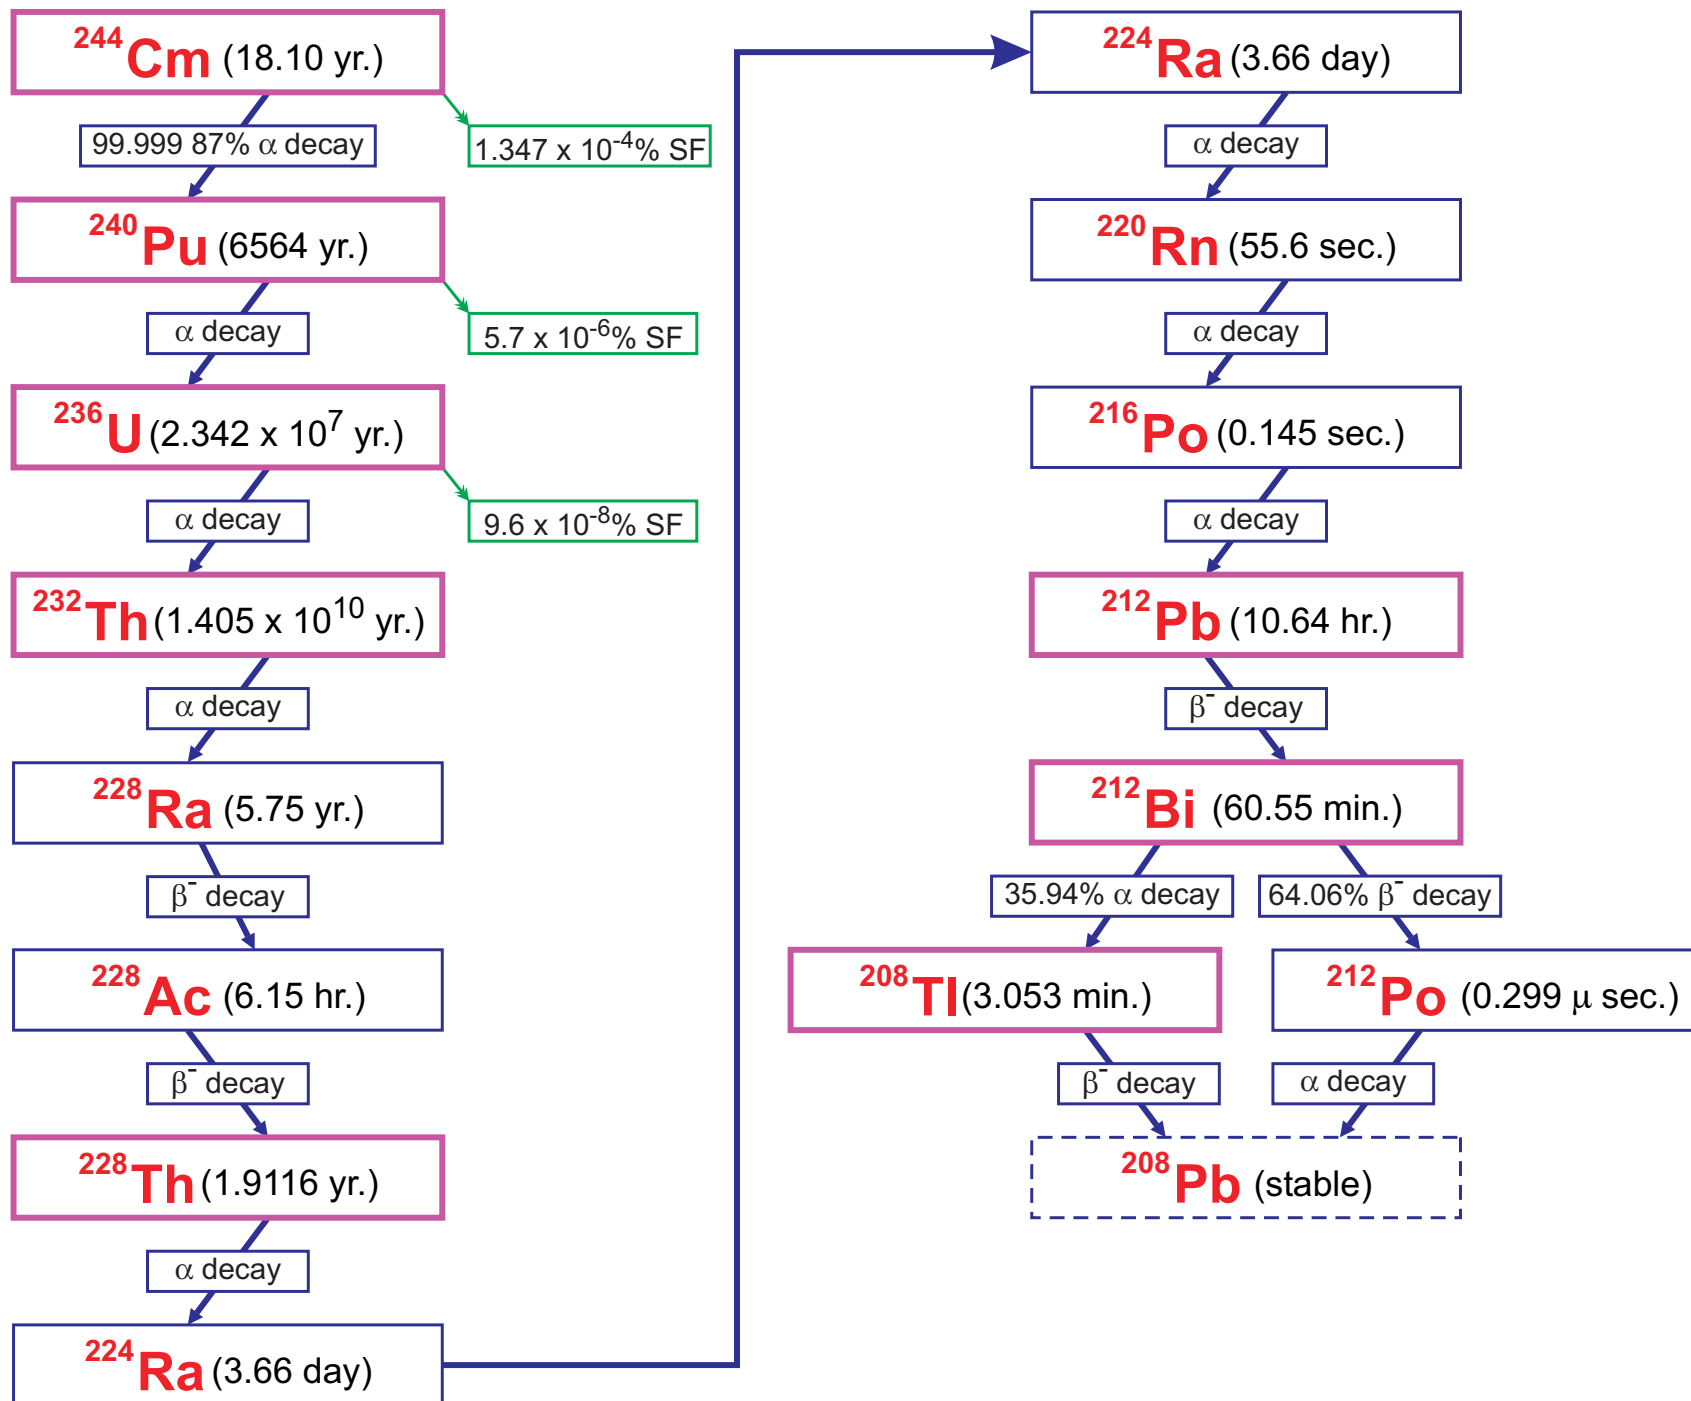 ²⁴⁴Cm (18.10 yr.)
99.999 87% α decay
1.347 x 10⁻⁴% SF
²⁴⁰Pu (6564 yr.)
α decay
5.7 x 10⁻⁶% SF
²³⁶U (2.342 x 10⁷ yr.)
α decay
9.6 x 10⁻⁸% SF
²³²Th (1.405 x 10¹⁰ yr.)
α decay
²²⁸Ra (5.75 yr.)
β⁻ decay
²²⁸Ac (6.15 hr.)
β⁻ decay
²²⁸Th (1.9116 yr.)
α decay
²²⁴Ra (3.66 day)
²²⁴Ra (3.66 day)
α decay
²²⁰Rn (55.6 sec.)
α decay
²¹⁶Po (0.145 sec.)
α decay
²¹²Pb (10.64 hr.)
β⁻ decay
²¹²Bi (60.55 min.)
35.94% α decay
64.06% β⁻ decay
²⁰⁸Tl (3.053 min.)
²¹²Po (0.299 μ sec.)
β⁻ decay
α decay
²⁰⁸Pb (stable)